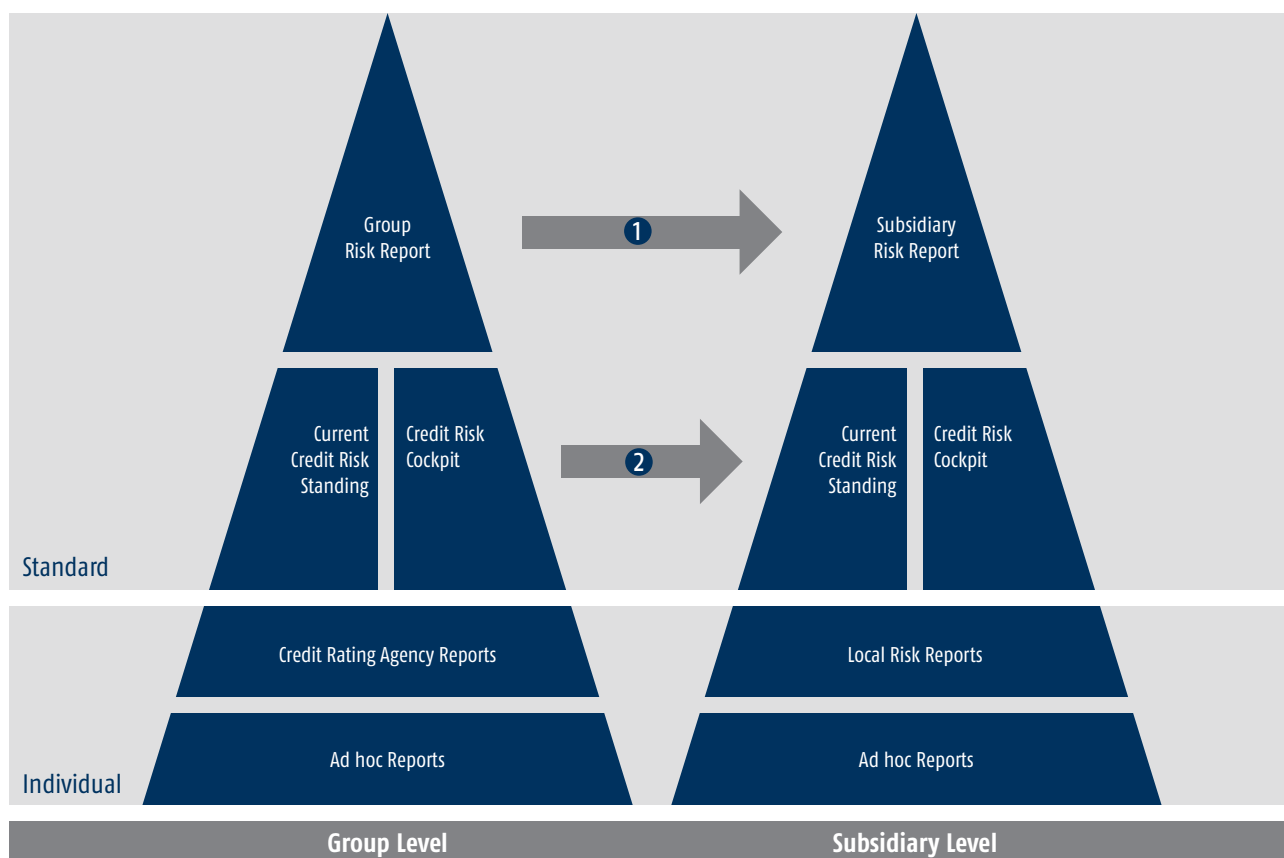 Group
Risk Report
1
Subsidiary
Risk Report
Current
Credit Risk
Standing
Credit Risk
Cockpit
2
Current
Credit Risk
Standing
Credit Risk
Cockpit
Standard
Credit Rating Agency Reports
Local Risk Reports
Ad hoc Reports
Ad hoc Reports
Individual
Group Level
Subsidiary Level